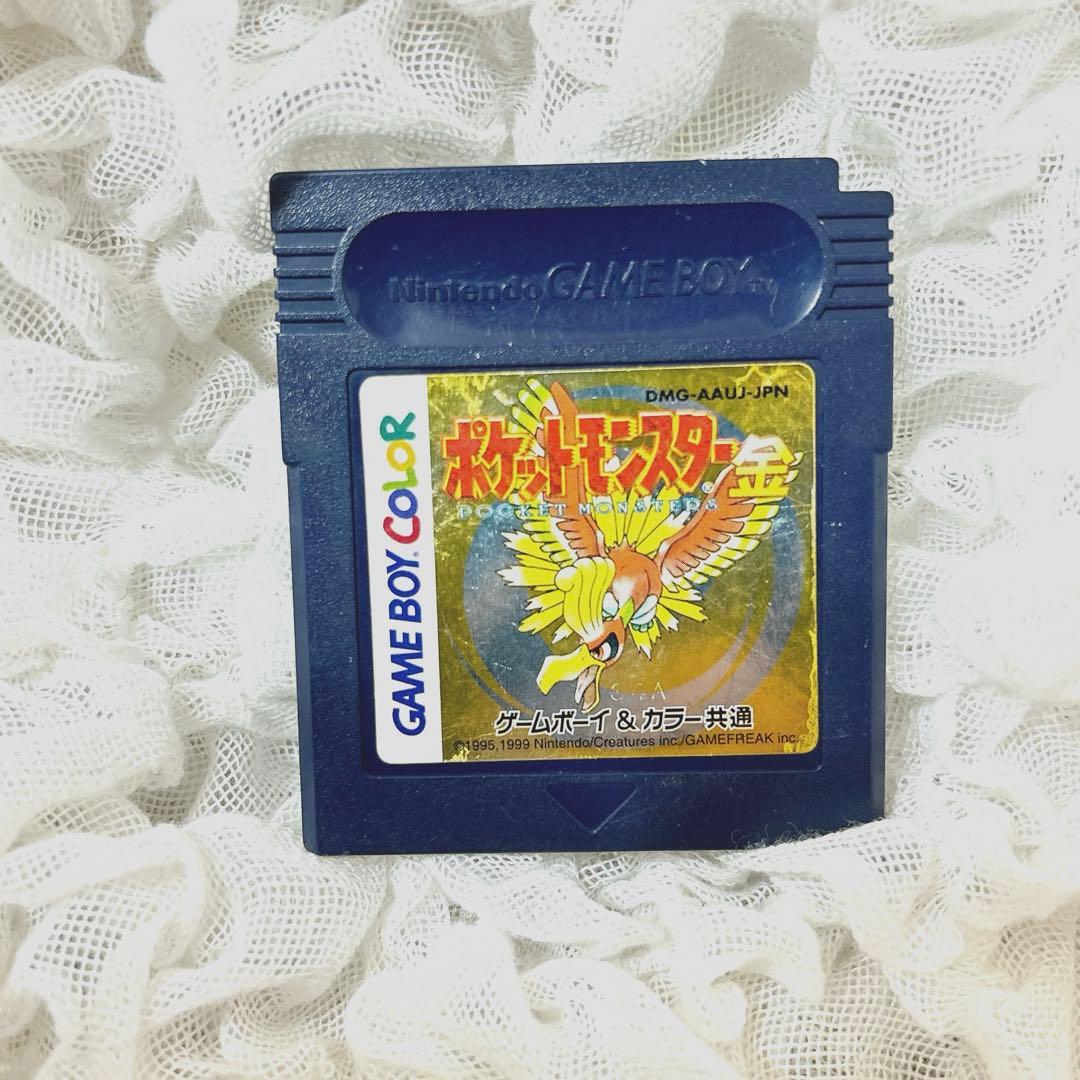 Nintendo GAME BOY TM
GAME BOY COLOR
DMG-AAUJ-JPN
ポケットモンスター金
POCKET MONSTERS
ゲームボーイ & カラー共通
©1995,1999 Nintendo/Creatures inc./GAMEFREAK inc.